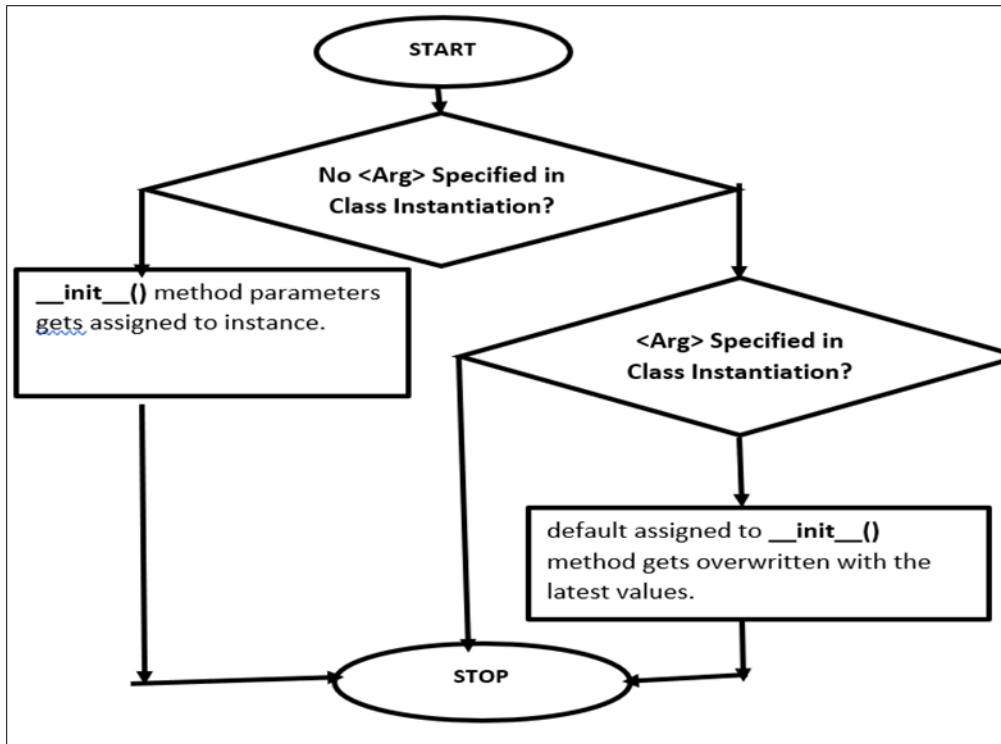 START
No <Arg> Specified in
Class Instantiation?
__init__() method parameters
gets assigned to instance.
<Arg> Specified in
Class Instantiation?
default assigned to __init__()
method gets overwritten with the
latest values.
STOP